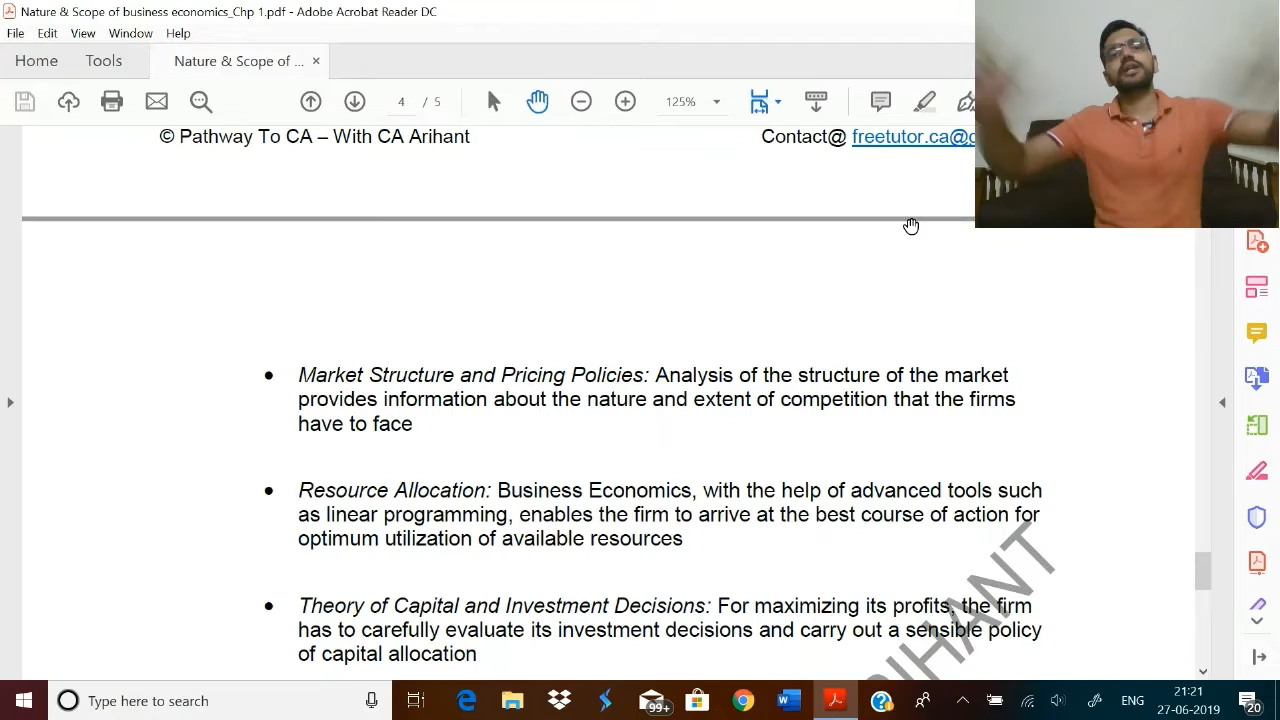 Nature & Scope of business economics_Chp 1.pdf - Adobe Acrobat Reader DC
File Edit View Window Help
Home Tools Nature & Scope of ... ×
4 / 5 125%
© Pathway To CA – With CA Arihant Contact@ freetutor.ca@
• Market Structure and Pricing Policies: Analysis of the structure of the market
provides information about the nature and extent of competition that the firms
have to face
• Resource Allocation: Business Economics, with the help of advanced tools such
as linear programming, enables the firm to arrive at the best course of action for
optimum utilization of available resources
• Theory of Capital and Investment Decisions: For maximizing its profits, the firm
has to carefully evaluate its investment decisions and carry out a sensible policy
of capital allocation
RIHANT
Type here to search 99+ ENG 21:21
27-06-2019 20